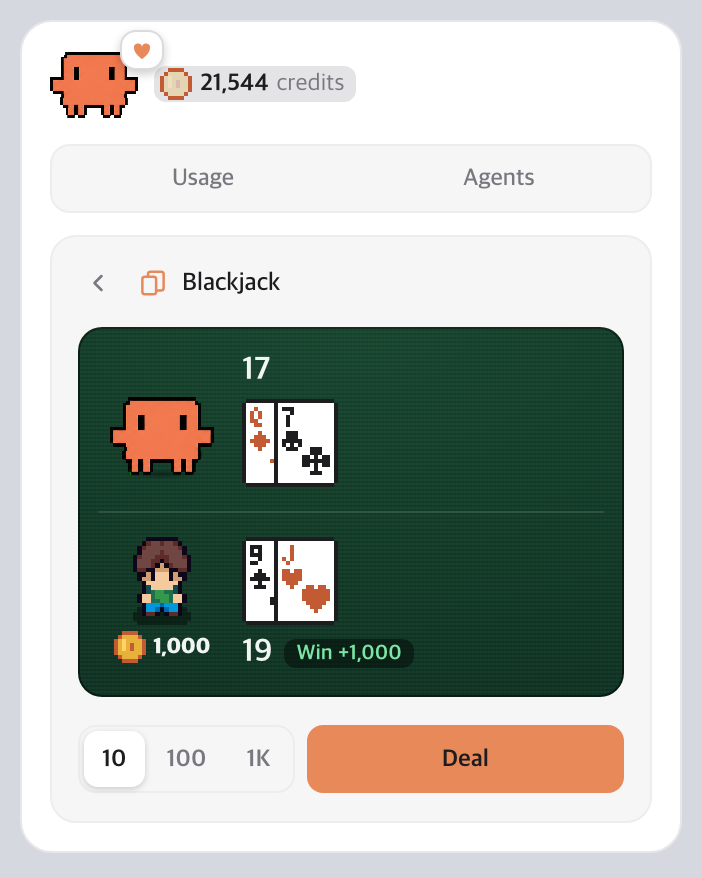 21,544 credits
Usage
Agents
Blackjack
17
Q 7
9 J
1,000
19 Win +1,000
10 100 1K
Deal